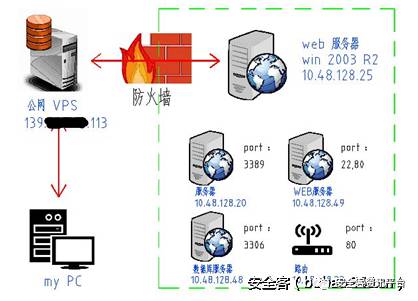 web 服务器
win 2003 R2
10.48.128.25
防火墙
公网 VPS
139 113
port :
3389
服务器
10.48.128.20
port :
22,80
WEB服务器
10.48.128.49
port :
3306
数据库服务器
10.48.128.48
port :
80
路由
my PC
安全客 (